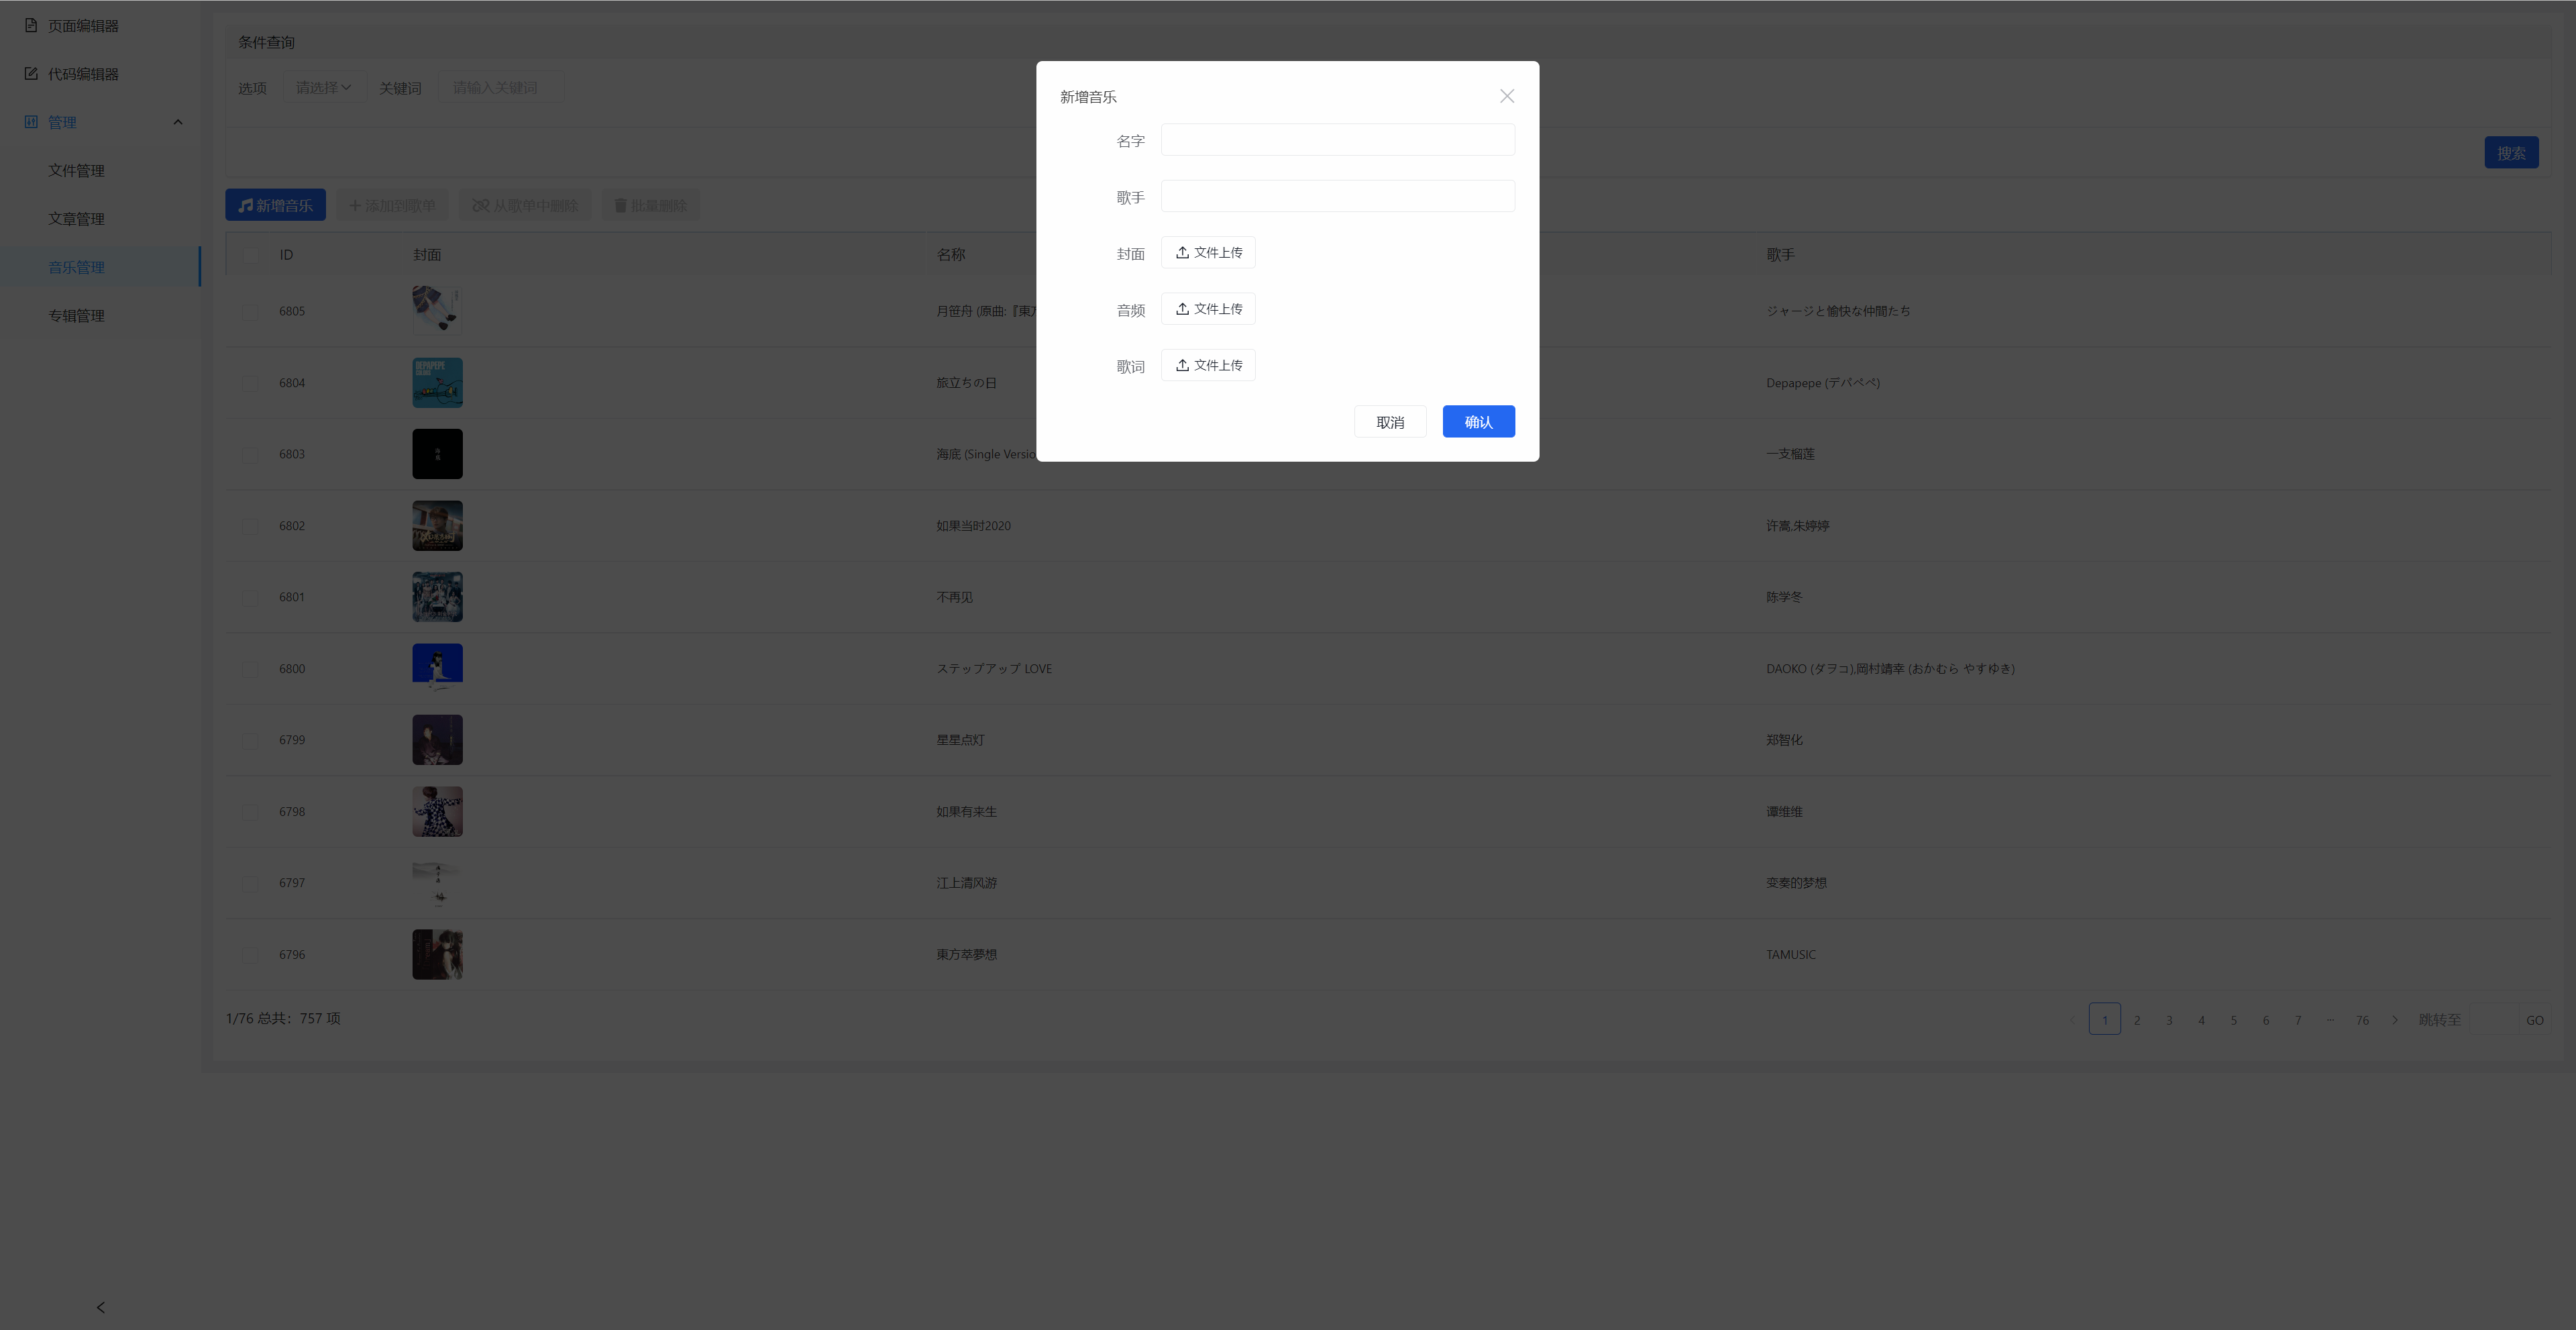 页面编辑器
代码编辑器
管理
文件管理
文章管理
音乐管理
专辑管理
条件查询
选项 请选择 关键词 请输入关键词
搜索
新增音乐 添加到歌单 从歌单中删除 批量删除
ID 封面 名称 歌手
6805 月笹舟 (原曲:『東方 ジャージと愉快な仲間たち
6804 DEPAPEPE 旅立ちの日 Depapepe (デパペペ)
6803 海底 (Single Versio 一支榴莲
6802 如果当时2020 许嵩,朱婷婷
6801 不再见 陈学冬
6800 ステップアップ LOVE DAOKO (ダヲコ),岡村靖幸 (おかむら やすゆき)
6799 星星点灯 郑智化
6798 如果有来生 谭维维
6797 江上清风游 变奏的梦想
6796 東方萃夢想 TAMUSIC
1/76 总共：757 项
1 2 3 4 5 6 7 ··· 76 跳转至 GO
新增音乐
名字
歌手
封面 文件上传
音频 文件上传
歌词 文件上传
取消 确认